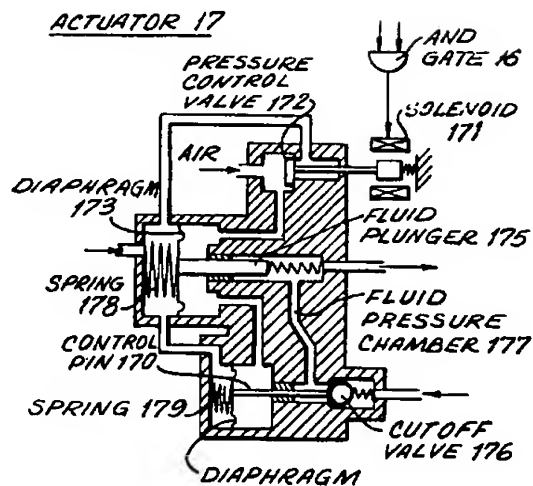 ACTUATOR 17
PRESSURE
CONTROL
VALVE 172
AND
GATE 16
SOLENOID
171
AIR
DIAPHRAGM
173
FLUID
PLUNGER 175
SPRING
178
FLUID
PRESSURE
CHAMBER 177
CONTROL
PIN 170
SPRING 179
CUTOFF
VALVE 176
DIAPHRAGM